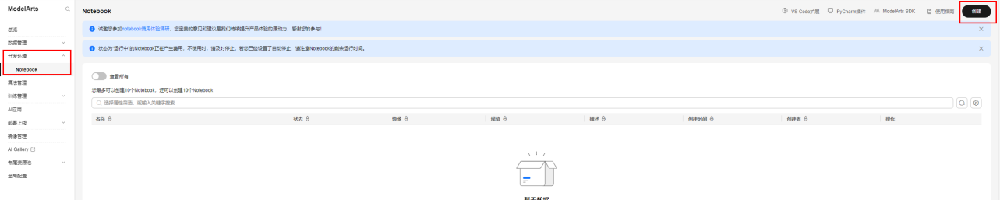 ModelArts
Notebook
VS Code扩展 PyCharm插件 ModelArts SDK 使用指南 创建
总览
诚邀您参加notebook使用体验调研，您宝贵的意见和建议是我们持续提升产品体验的源动力，感谢您的参与！
数据管理
状态为“运行中”的Notebook正在产生费用，不使用时，请及时停止。若您已经设置了自动停止，请注意Notebook的剩余运行时间。
开发环境
Notebook
算法管理
训练管理
AI应用
部署上线
镜像管理
AI Gallery
专属资源池
全局配置
查看所有
您最多可以创建10个Notebook，还可以创建10个Notebook
选择属性筛选，或输入关键字搜索
名称 状态 镜像 规格 描述 创建时间 创建者 操作
暂无数据